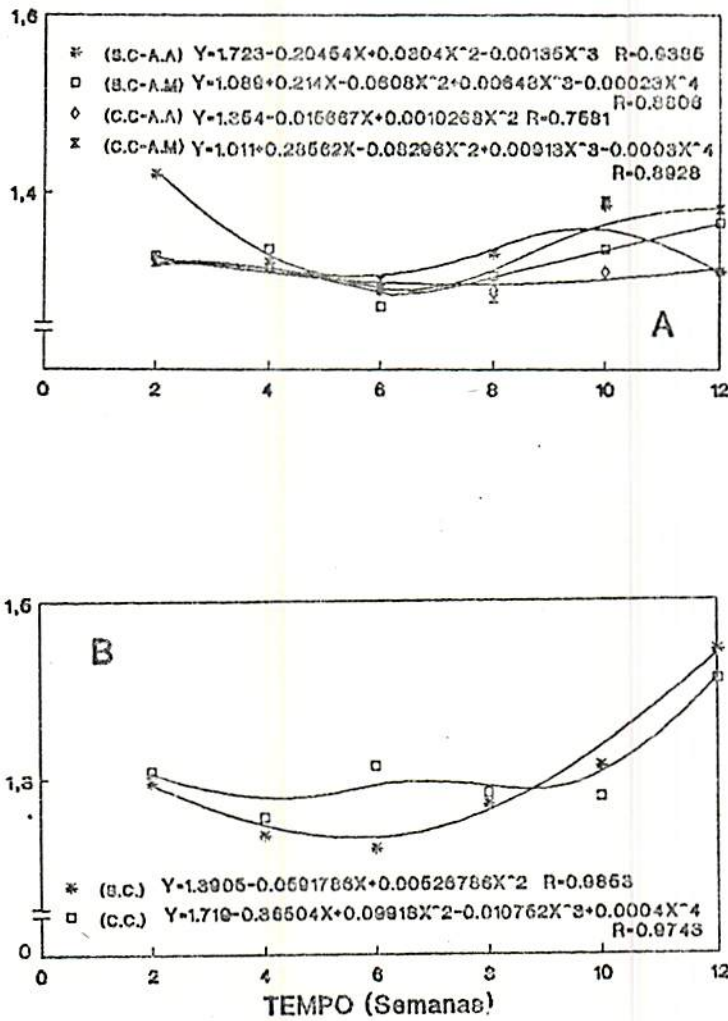 1,6
* (S.C-A.A) Y=1.723-0.20454X+0.0304X^2-0.00135X^3 R=0.9385
□ (S.C-A.M) Y=1.089+0.214X-0.0608X^2+0.00648X^3-0.00023X^4
R=0.8806
◊ (C.C-A.A) Y=1.354-0.015667X+0.0010268X^2 R=0.7581
(C.C-A.M) Y=1.011+0.28562X-0.08296X^2+0.00913X^3-0.0003X^4
R=0.8928
1,4
A
0 2 4 6 8 10 12
1,6
B
1,3
* (S.C.) Y=1.3905-0.0591786X+0.00526786X^2 R=0.9853
□ (C.C.) Y=1.719-0.36504X+0.09918X^2-0.010762X^3+0.0004X^4
R=0.9743
0
0 2 4 6 8 10 12
TEMPO (Semanas)